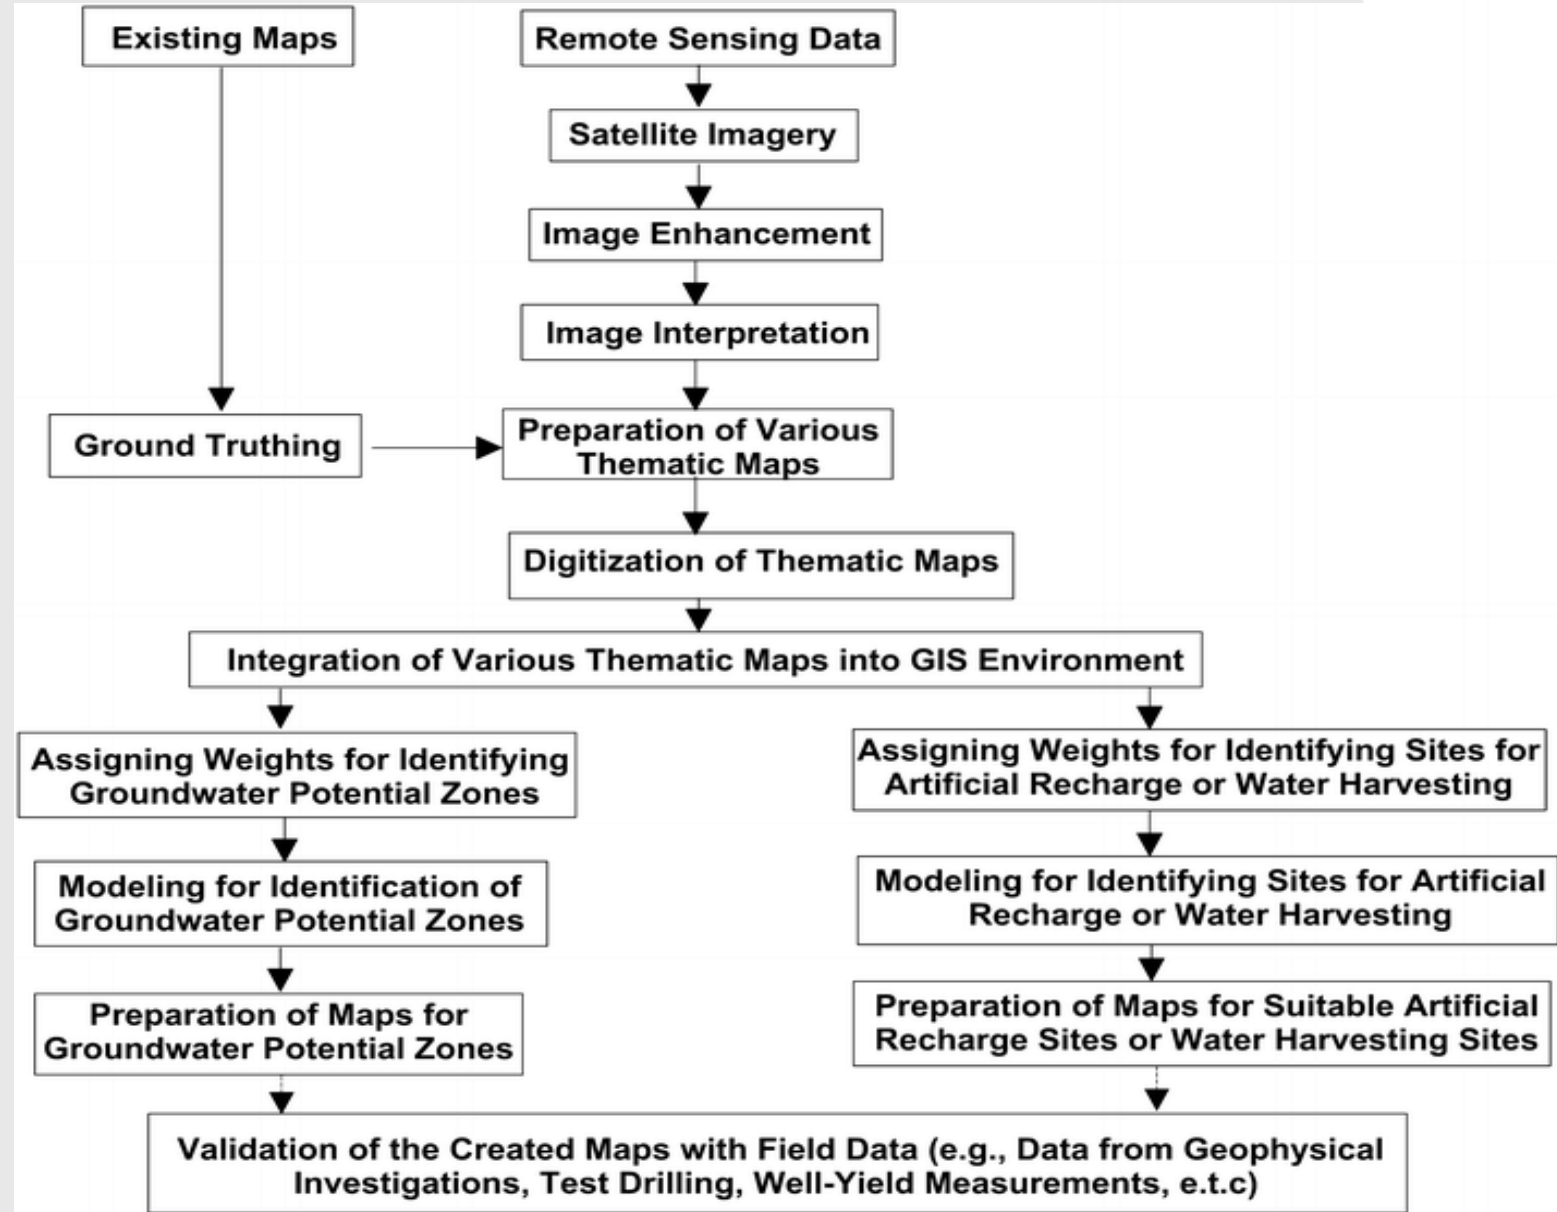 Existing Maps
Remote Sensing Data
Satellite Imagery
Image Enhancement
Image Interpretation
Ground Truthing
Preparation of Various
Thematic Maps
Digitization of Thematic Maps
Integration of Various Thematic Maps into GIS Environment
Assigning Weights for Identifying
Groundwater Potential Zones
Modeling for Identification of
Groundwater Potential Zones
Preparation of Maps for
Groundwater Potential Zones
Assigning Weights for Identifying Sites for
Artificial Recharge or Water Harvesting
Modeling for Identifying Sites for Artificial
Recharge or Water Harvesting
Preparation of Maps for Suitable Artificial
Recharge Sites or Water Harvesting Sites
Validation of the Created Maps with Field Data (e.g., Data from Geophysical
Investigations, Test Drilling, Well-Yield Measurements, e.t.c)